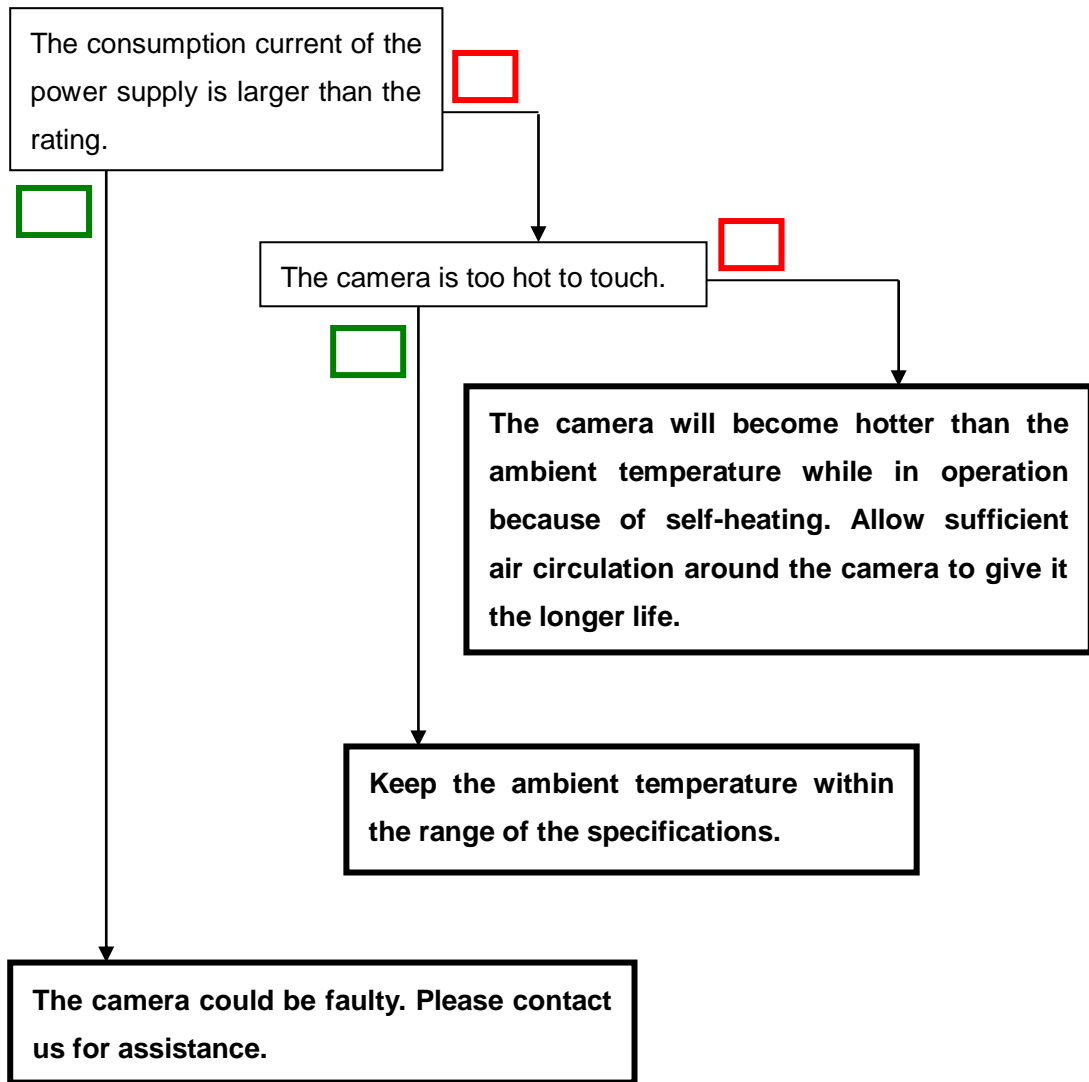 The consumption current of the
power supply is larger than the
rating.
The camera is too hot to touch.
The camera will become hotter than the
ambient temperature while in operation
because of self-heating. Allow sufficient
air circulation around the camera to give it
the longer life.
Keep the ambient temperature within
the range of the specifications.
The camera could be faulty. Please contact
us for assistance.